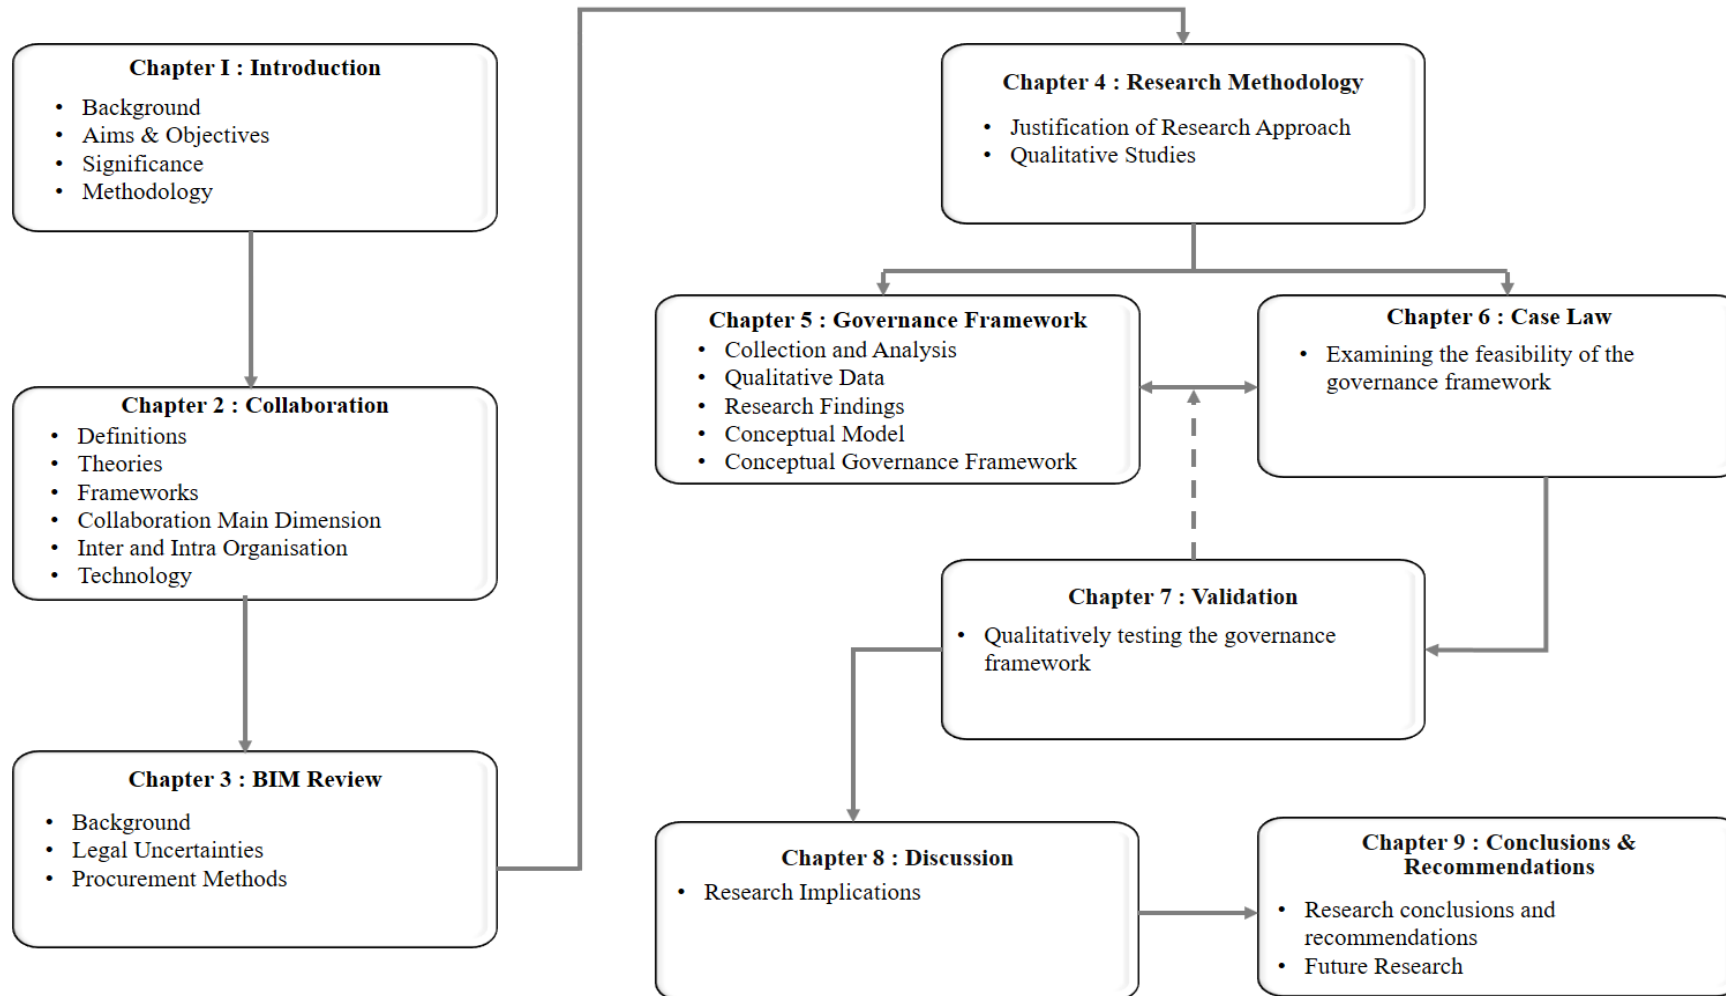 Chapter I : Introduction
• Background
• Aims & Objectives
• Significance
• Methodology
Chapter 2 : Collaboration
• Definitions
• Theories
• Frameworks
• Collaboration Main Dimension
• Inter and Intra Organisation
• Technology
Chapter 3 : BIM Review
• Background
• Legal Uncertainties
• Procurement Methods
Chapter 4 : Research Methodology
• Justification of Research Approach
• Qualitative Studies
Chapter 5 : Governance Framework
• Collection and Analysis
• Qualitative Data
• Research Findings
• Conceptual Model
• Conceptual Governance Framework
Chapter 6 : Case Law
• Examining the feasibility of the
governance framework
Chapter 7 : Validation
• Qualitatively testing the governance
framework
Chapter 8 : Discussion
• Research Implications
Chapter 9 : Conclusions &
Recommendations
• Research conclusions and
recommendations
• Future Research